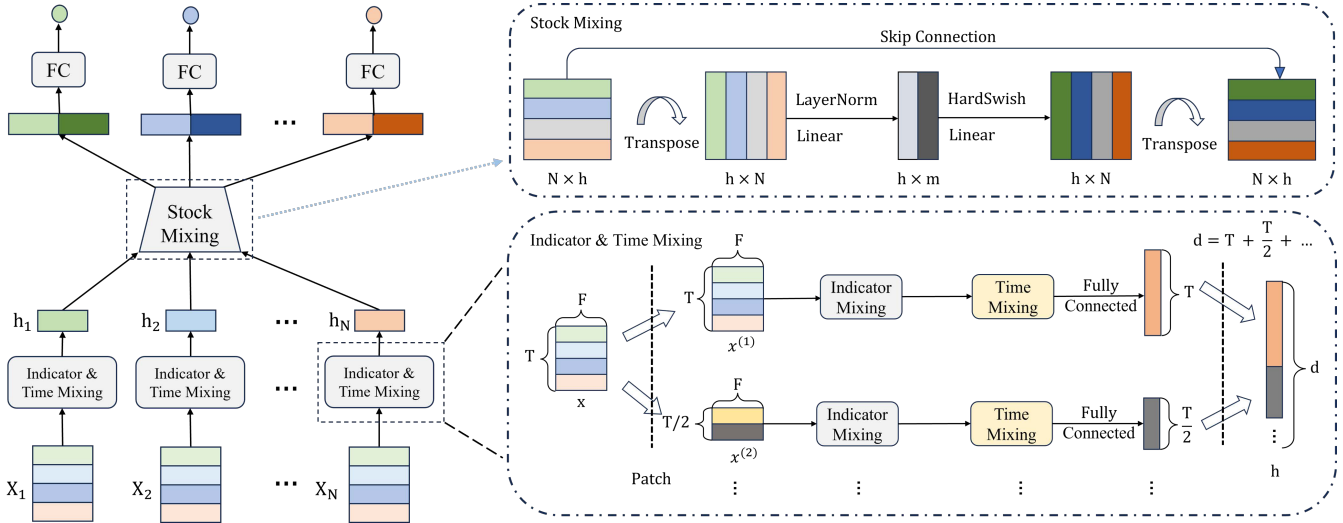 FC
FC
FC
...
Stock
Mixing
h1
h2
...
hN
Indicator &
Time Mixing
Indicator &
Time Mixing
...
Indicator &
Time Mixing
X1
X2
...
XN
Stock Mixing
Skip Connection
Transpose
LayerNorm
Linear
HardSwish
Linear
Transpose
N × h
h × N
h × m
h × N
N × h
Indicator & Time Mixing
F
T
x
Patch
F
T
x(1)
Indicator
Mixing
Time
Mixing
Fully
Connected
T
F
T/2
x(2)
Indicator
Mixing
Time
Mixing
Fully
Connected
T
2
⋮
⋮
⋮
⋮
d = T + T/2 + ...
d
⋮
h